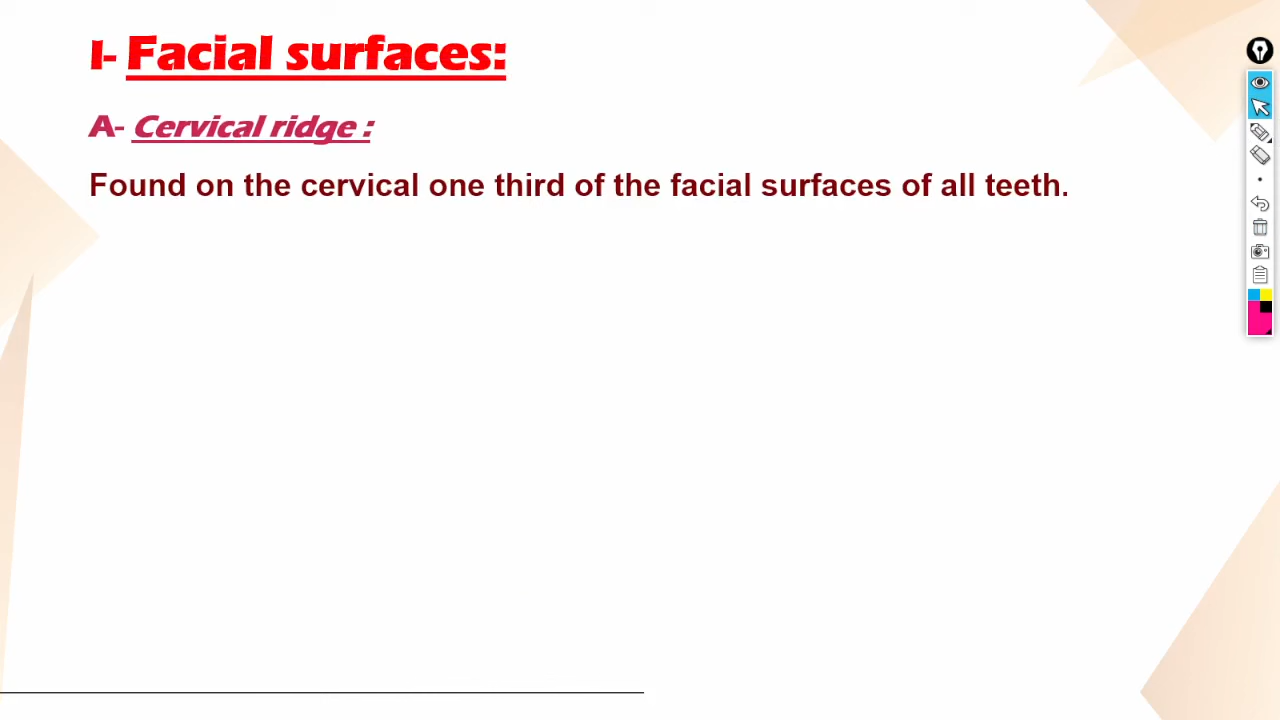 I- Facial surfaces:
A- Cervical ridge :
Found on the cervical one third of the facial surfaces of all teeth.